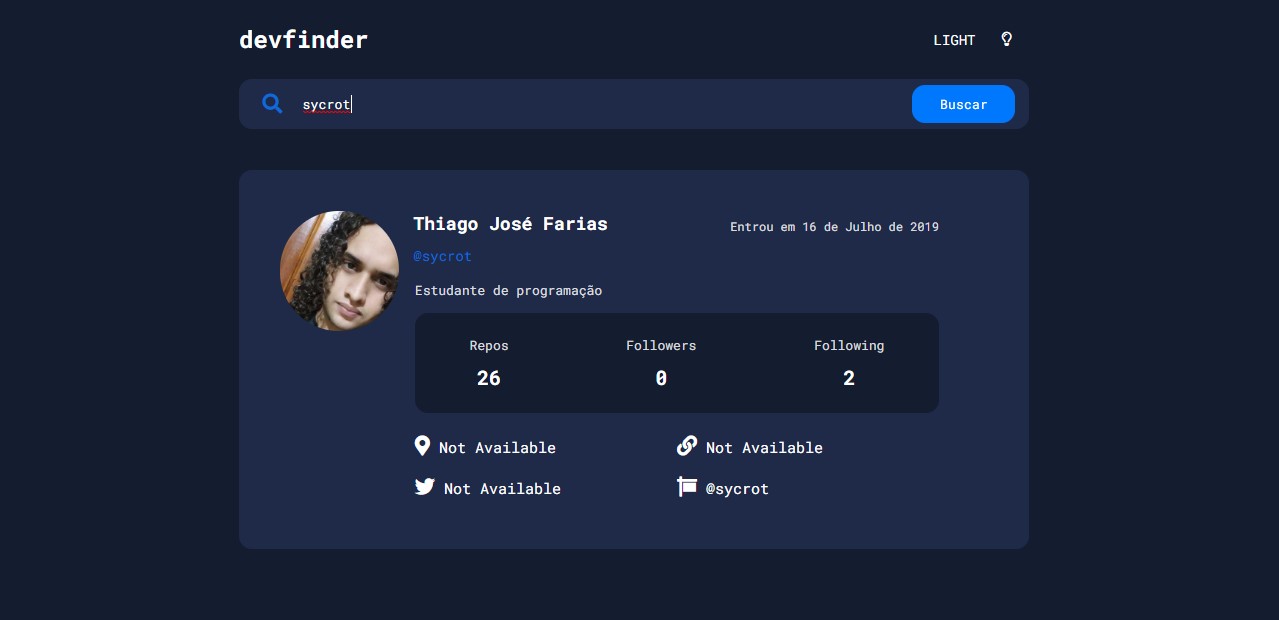 devfinder
LIGHT
sycrot
Buscar
Thiago José Farias
Entrou em 16 de Julho de 2019
@sycrot
Estudante de programação
Repos Followers Following
26 0 2
Not Available Not Available
Not Available @sycrot